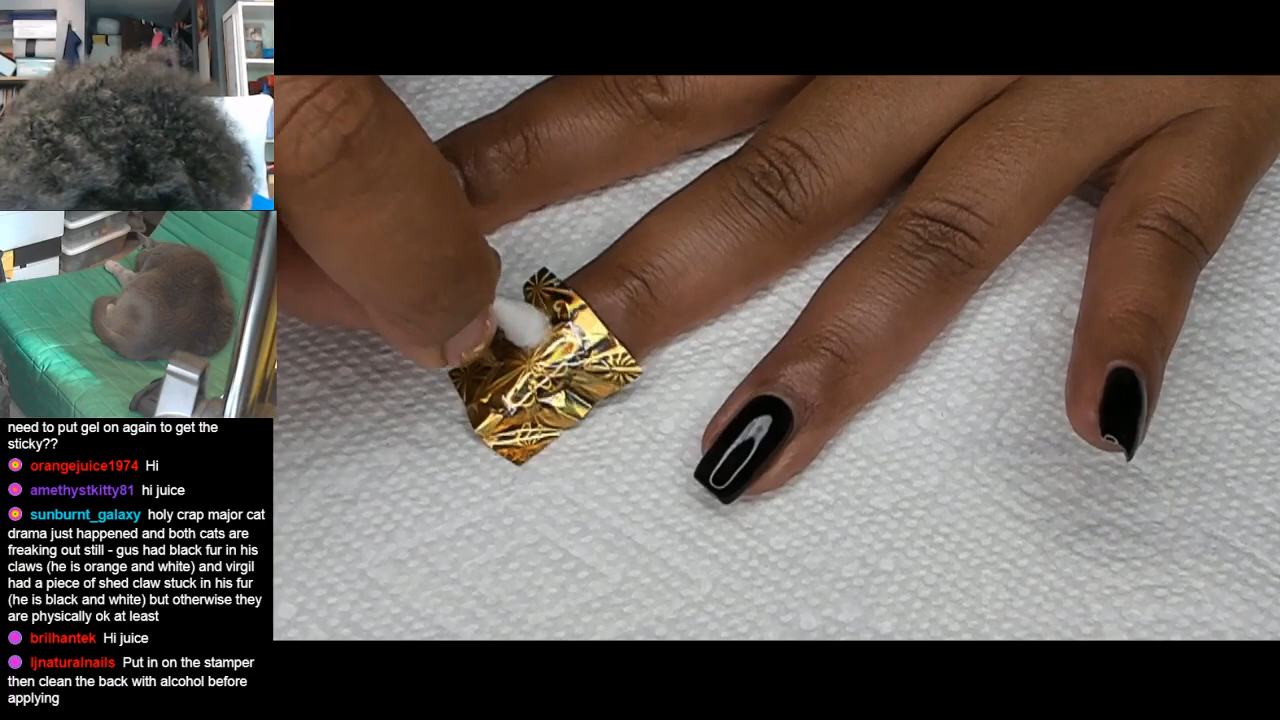 need to put gel on again to get the
sticky??
orangejuice1974 Hi
amethystkitty81 hi juice
sunburnt_galaxy holy crap major cat
drama just happened and both cats are
freaking out still - gus had black fur in his
claws (he is orange and white) and virgil
had a piece of shed claw stuck in his fur
(he is black and white) but otherwise they
are physically ok at least
brilhantek Hi juice
ljnaturalnails Put in on the stamper
then clean the back with alcohol before
applying